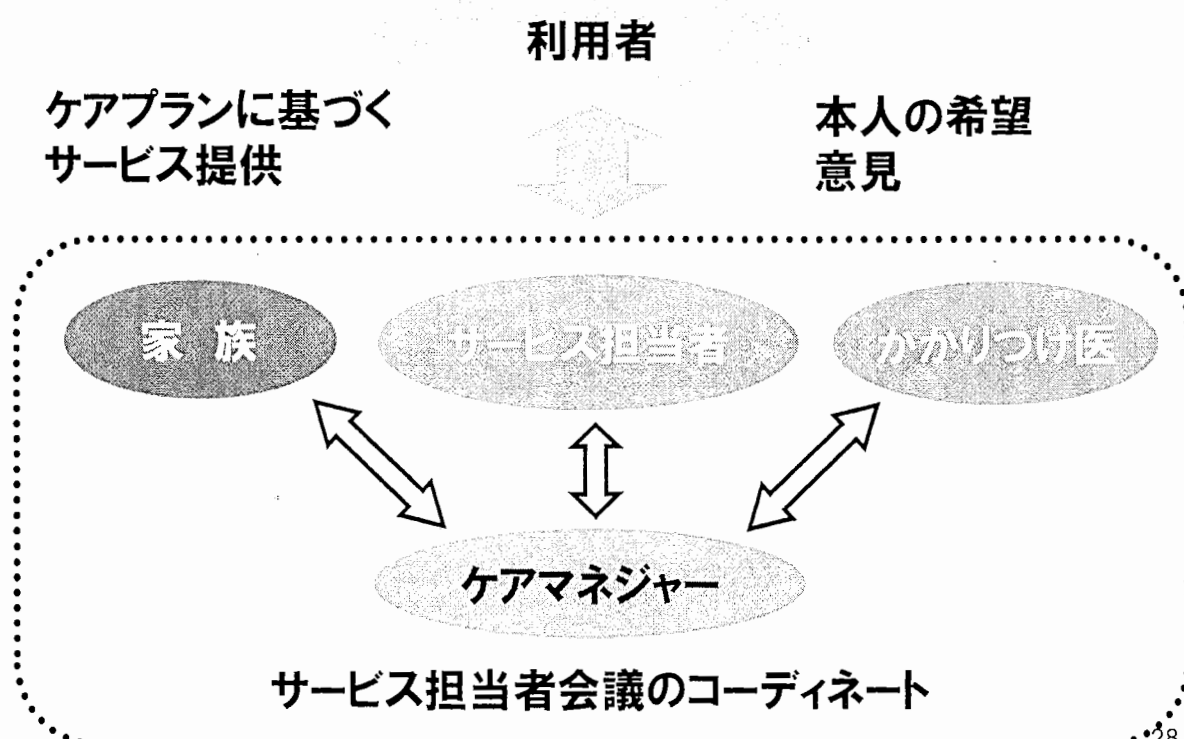 利用者
ケアプランに基づく
サービス提供
本人の希望
意見
家 族
サービス担当者
かかりつけ医
ケアマネジャー
サービス担当者会議のコーディネート
28